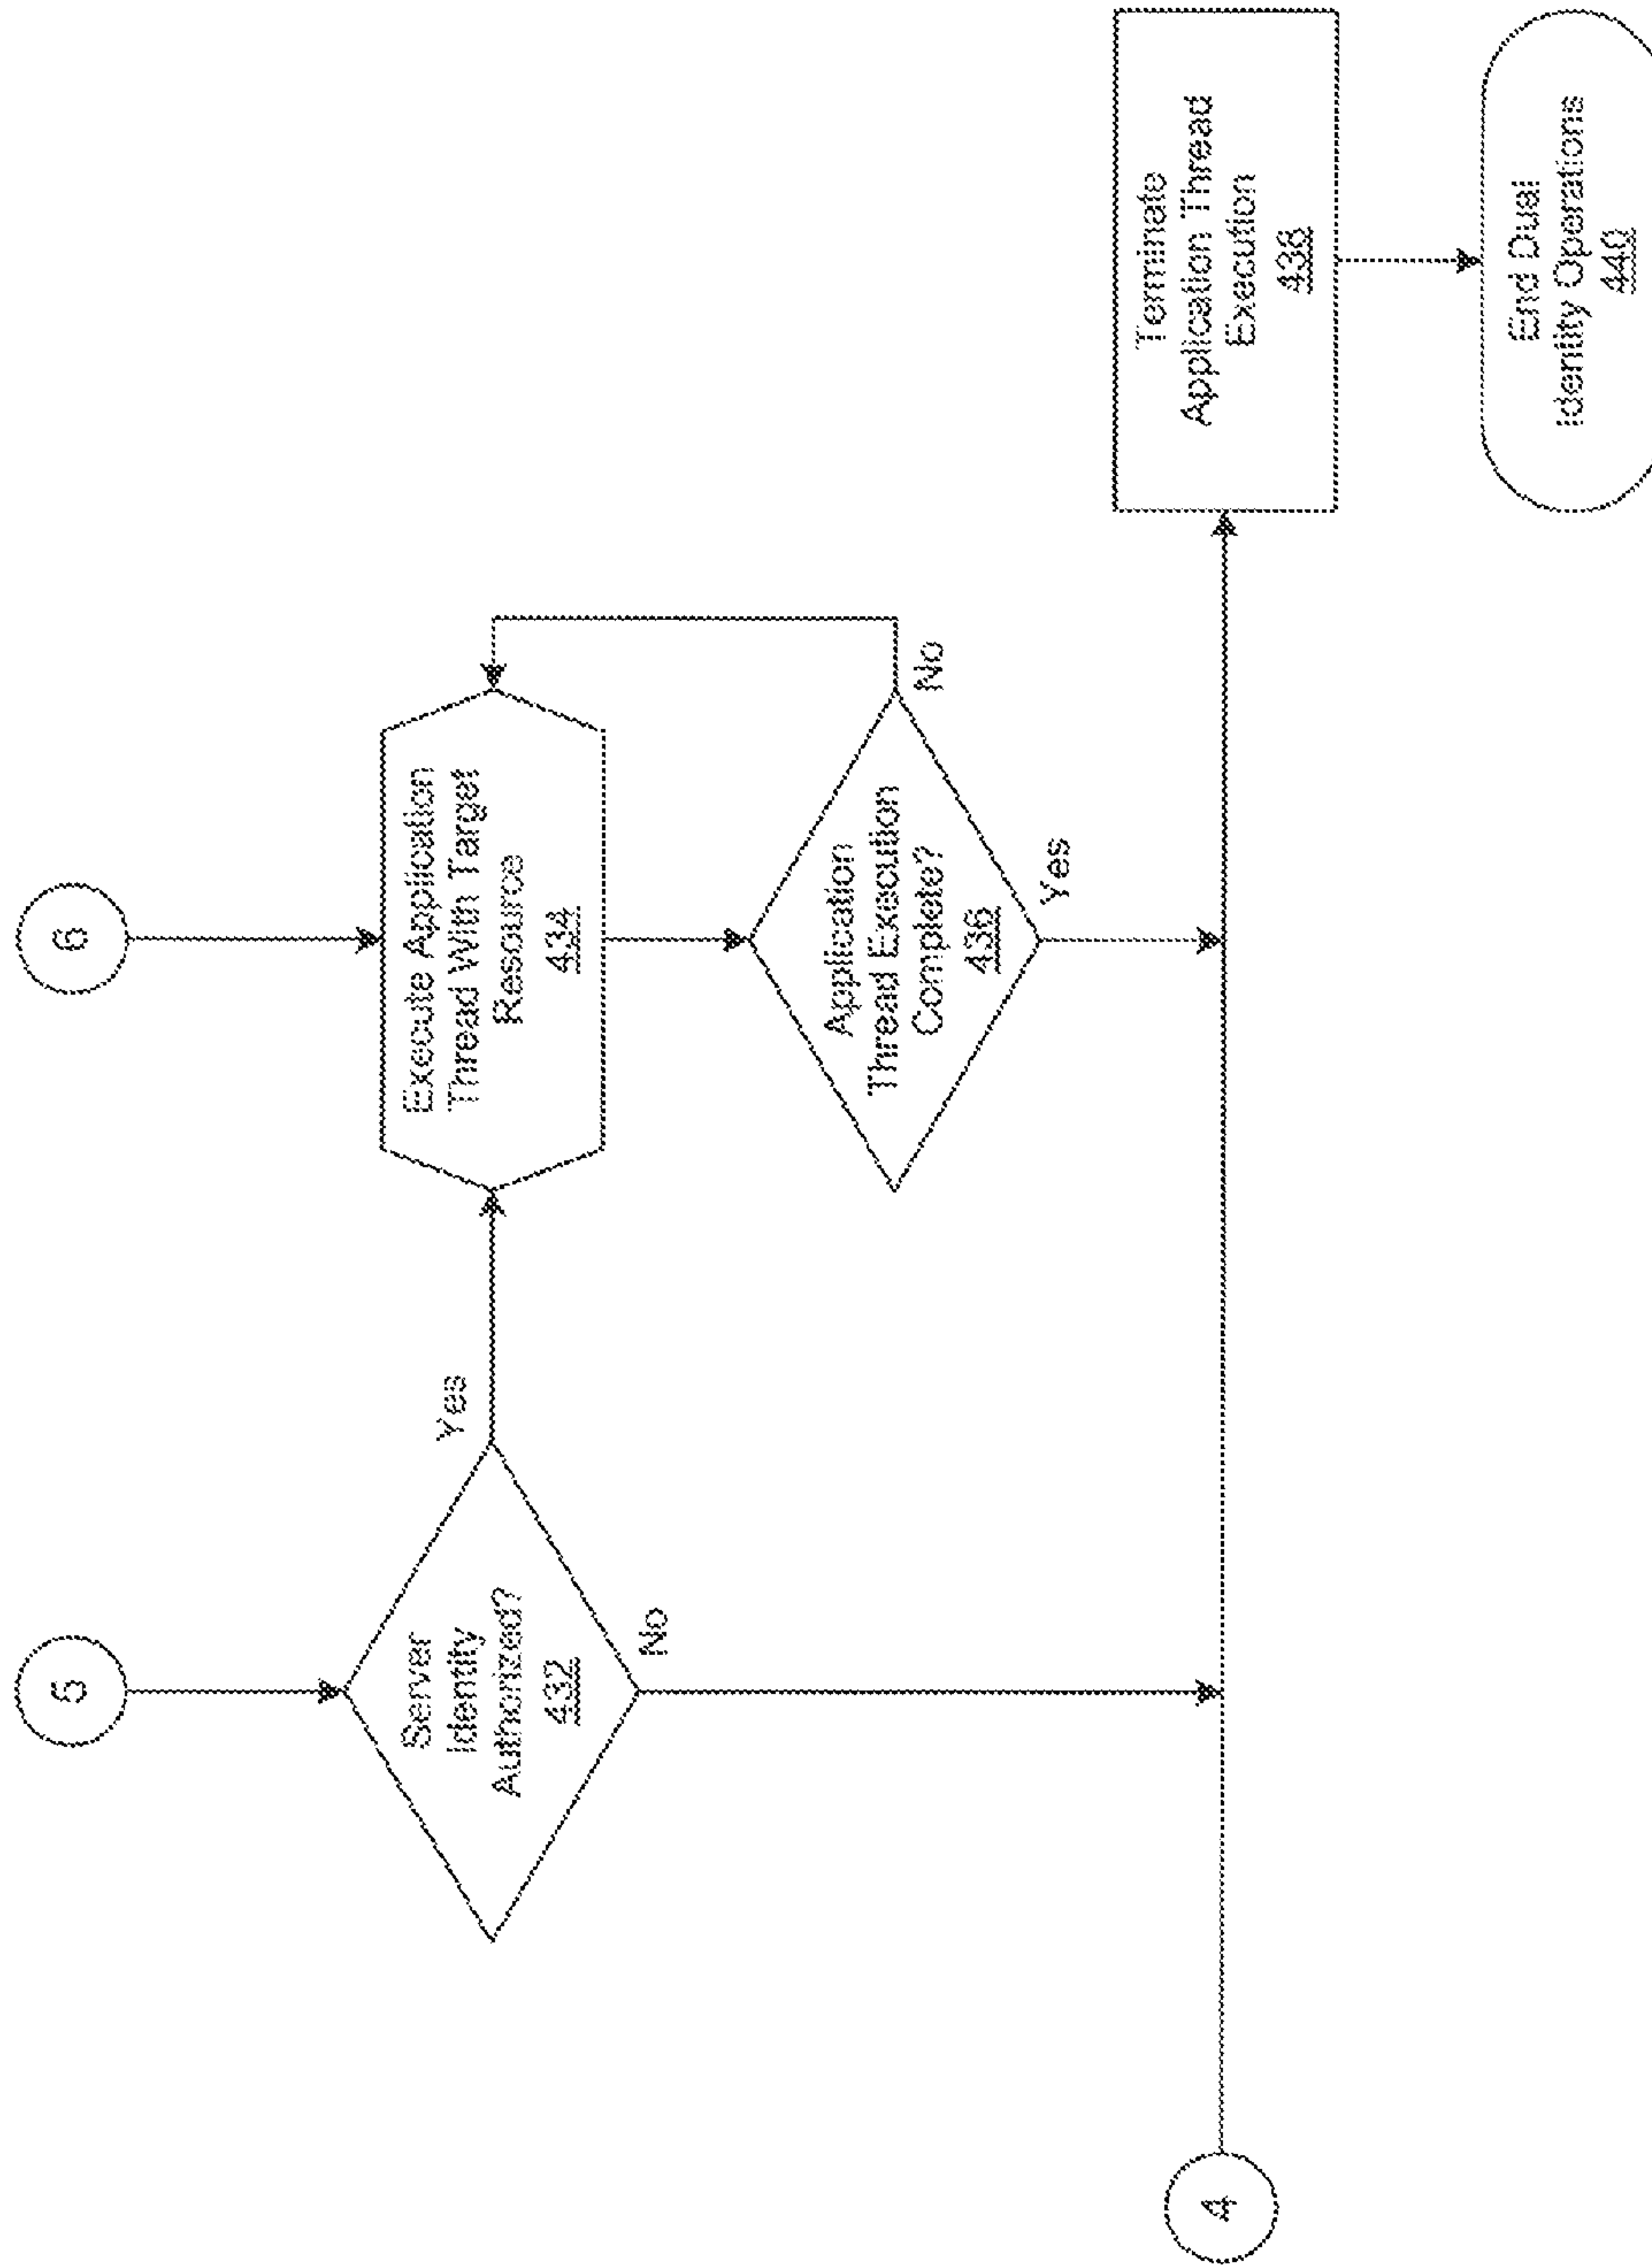 5
6
Server
Identity
Authorized?
432
Yes
No
Execute Application
Thread With Target
Resource
434
Application
Thread Execution
Complete?
436
No
Yes
4
Terminate
Application Thread
Execution
438
End Dual
Identity Operations
440